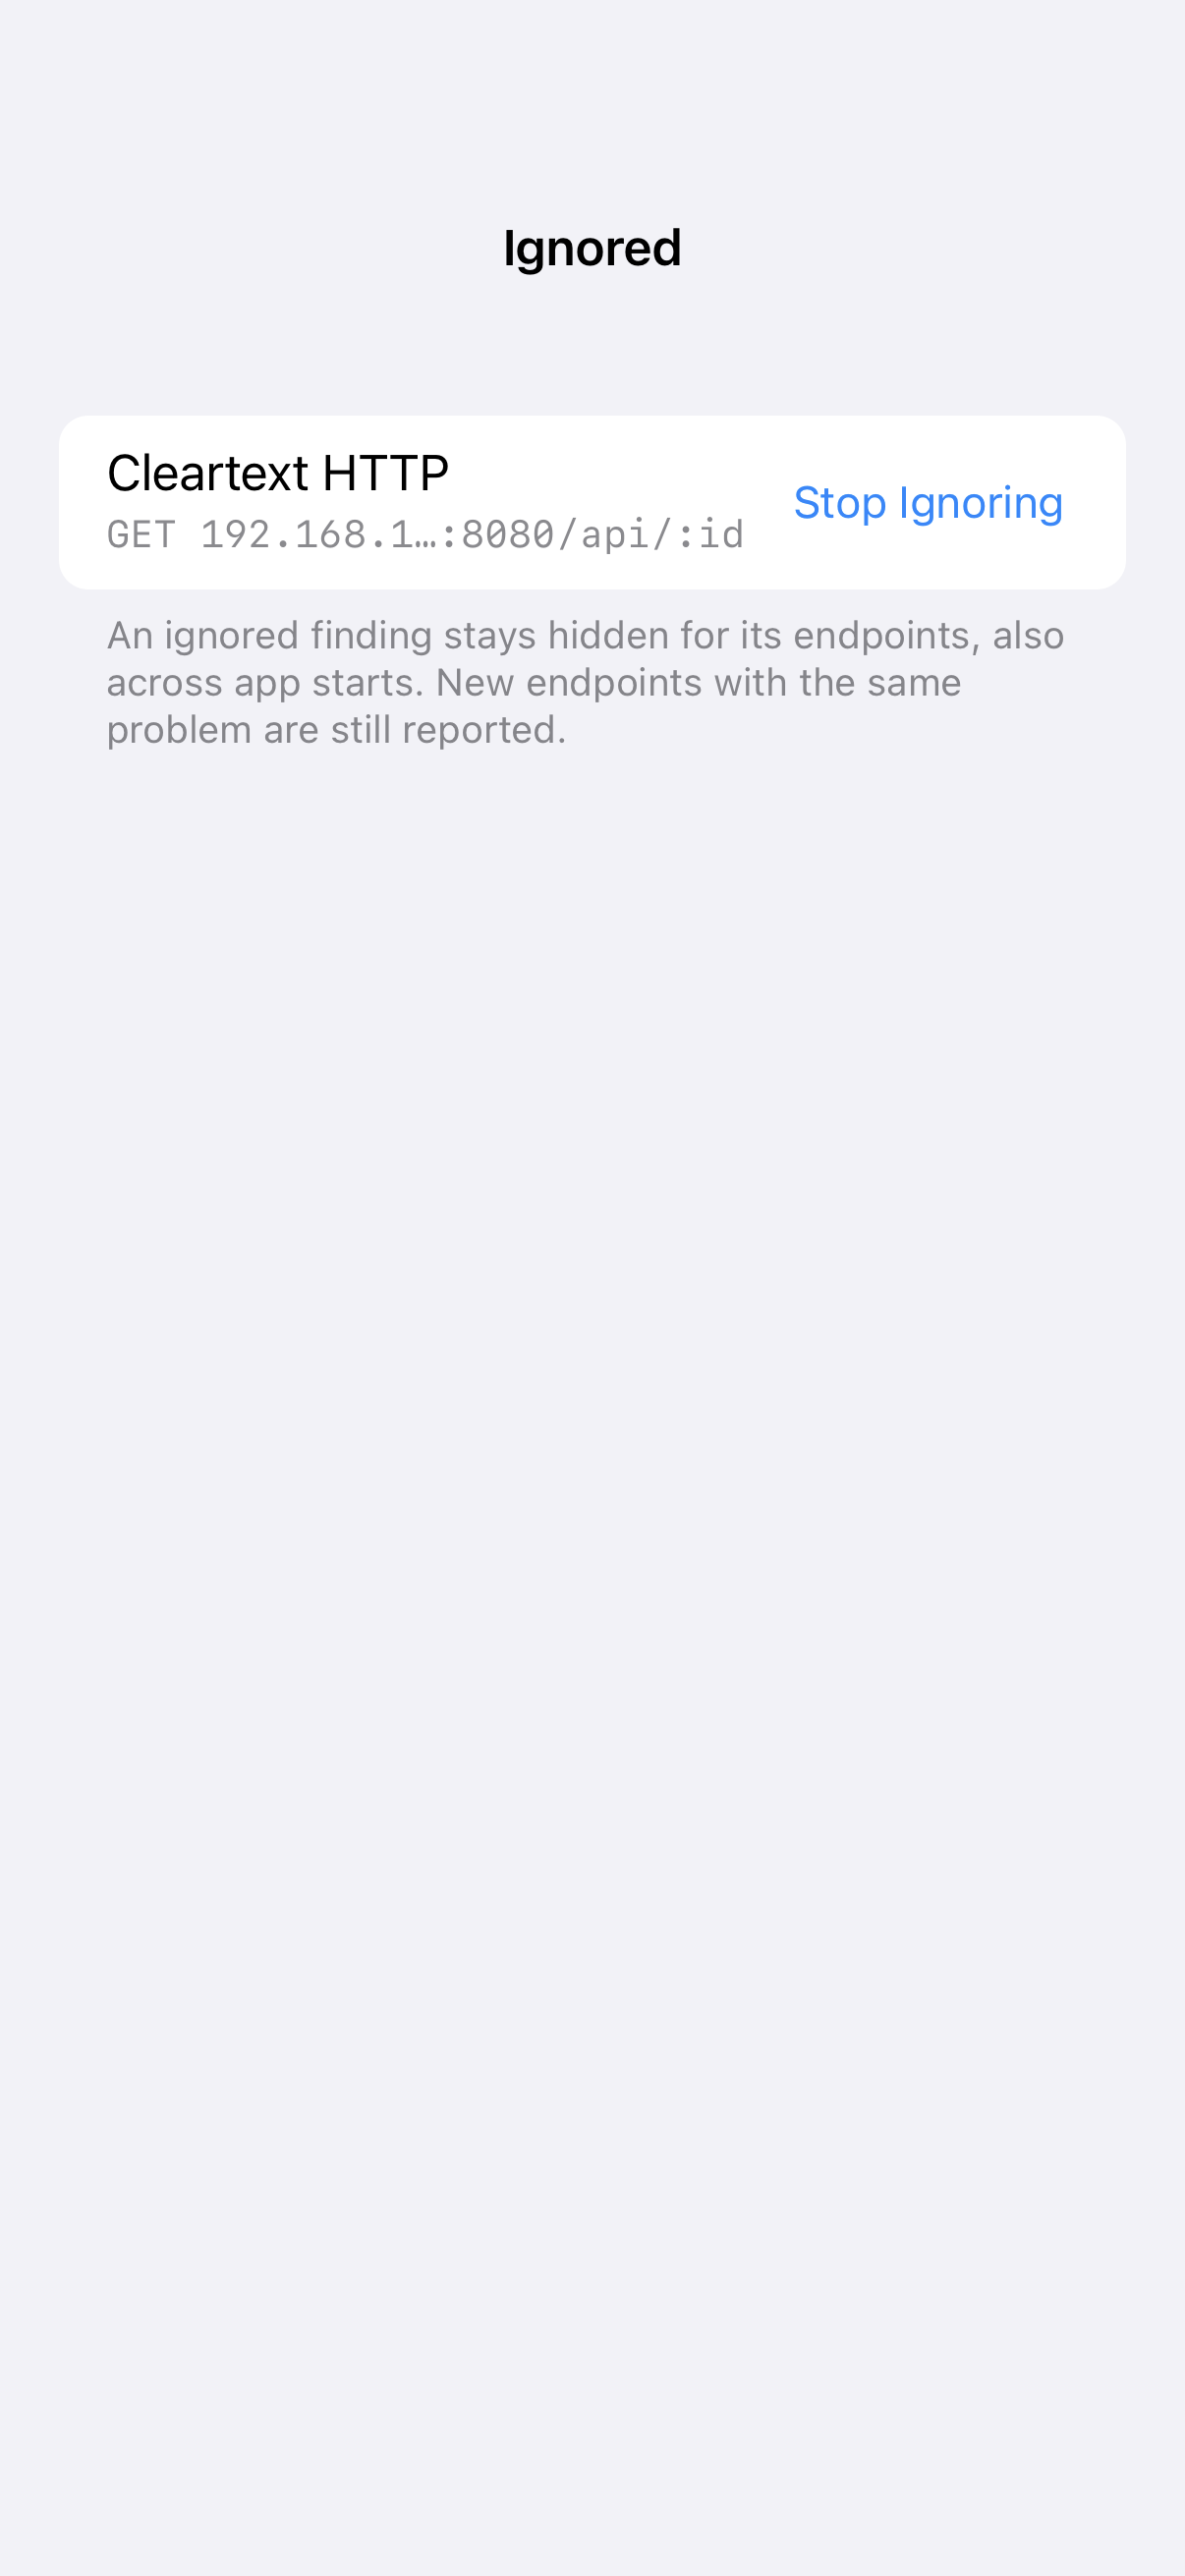 Ignored
Cleartext HTTP
GET 192.168.1…:8080/api/:id
Stop Ignoring
An ignored finding stays hidden for its endpoints, also
across app starts. New endpoints with the same
problem are still reported.